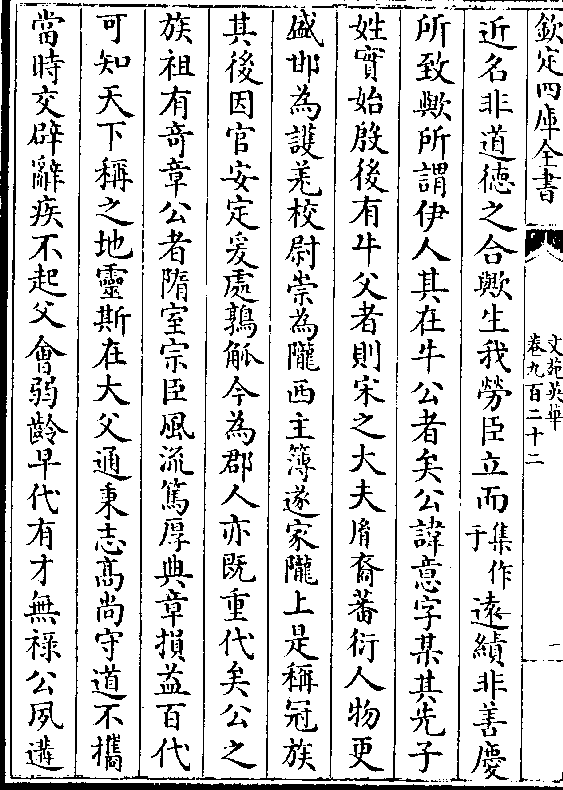 欽定四庫全書
文苑英華
卷九百二十二
二
近名非道德之合歟生我勞臣立而集作于遠績非善慶
所致歟所謂伊人其在牛公者矣公諱意字某其先子
姓實始殷後有牛父者則宋之大夫胥裔蕃衍人物更
盛邯為護羌校尉崇為隴西主簿遂家隴上是稱冠族
其後因官安定爰處鶉觚今為郡人亦既重代矣公之
族祖有奇章公者隋室宗臣風流篤厚典章損益百代
可知天下稱之地靈斯在大父通秉志高尚守道不攜
當時交辟辭疾不起父會弱齡早代有才無祿公夙遘